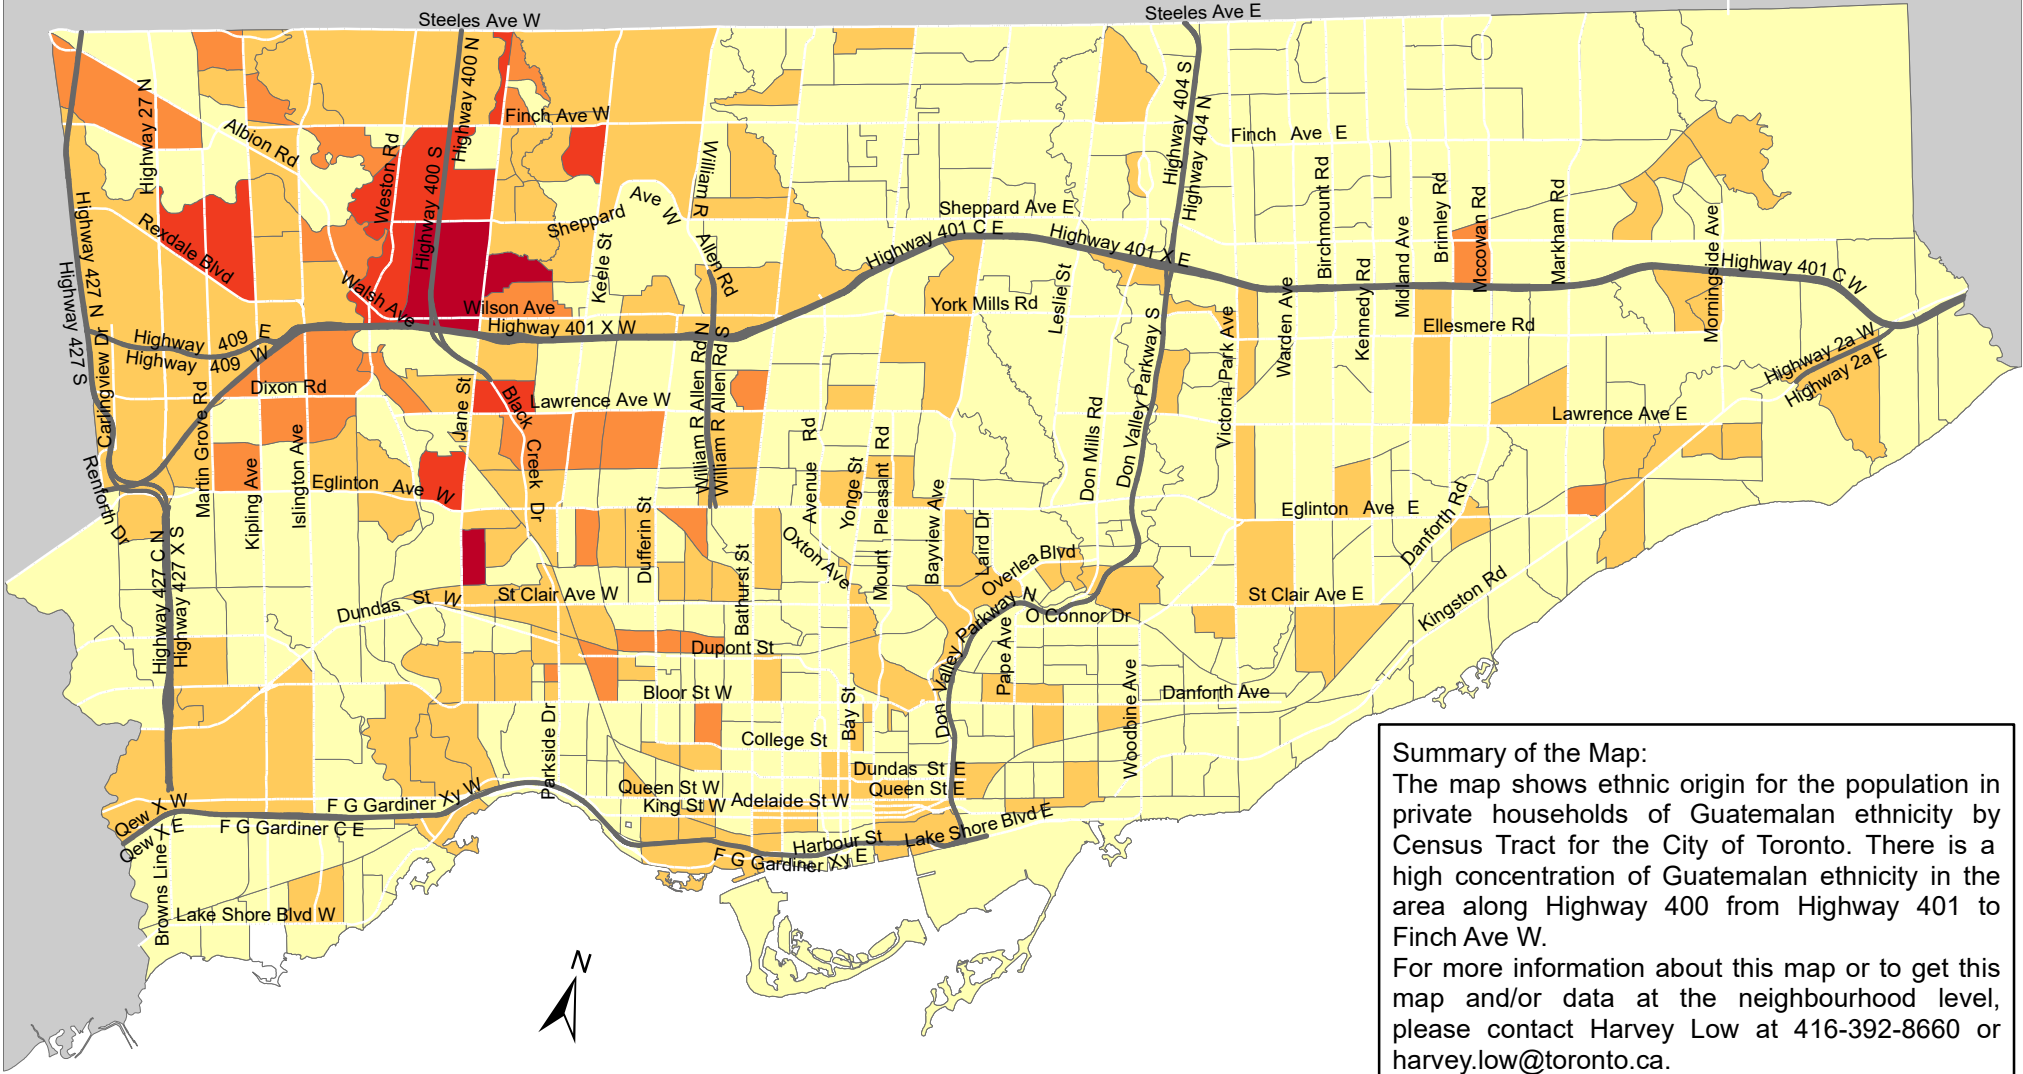 Steeles Ave W
Steeles Ave E
Highway 400 N
Highway 404 S
Highway 27 N
Finch Ave W
Highway 404 N
Albion Rd
Finch Ave E
Weston Rd
William R
Highway 400 S
Birchmount Rd
Brimley Rd
Mccowan Rd
Markham Rd
Highway 427 N
Ave W
Sheppard
Sheppard Ave E
Morningside Ave
Rexdale Blvd
Keele St
Allen Rd
Highway 401 C E
Highway 401 X E
Midland Ave
Highway 401 C W
Highway 427 S
Walsh Ave
Wilson Ave
York Mills Rd
Leslie St
Warden Ave
Kennedy Rd
Highway 409 E
Highway 401 X W
Ellesmere Rd
Highway 409 W
Carlingview Dr
William R Allen Rd N
William R Allen Rd S
Don Valley Parkway S
Victoria Park Ave
Highway 2a W
Highway 2a E
Dixon Rd
Jane St
Black Creek Dr
Lawrence Ave W
Lawrence Ave E
Martin Grove Rd
Islington Ave
Kipling Ave
Avenue Rd
Yonge St
Mount Pleasant Rd
Don Mills Rd
Renforth Dr
Eglinton Ave W
Bayview Ave
Eglinton Ave E
Danforth Rd
Highway 427 C N
Highway 427 X S
Dufferin St
Oxton Ave
Laird Dr
Bathurst St
Overlea Blvd
St Clair Ave W
St Clair Ave E
Dundas St W
Don Valley Parkway N
O Connor Dr
Kingston Rd
Dupont St
Pape Ave
Bloor St W
Danforth Ave
Bay St
Woodbine Ave
Parkside Dr
College St
Dundas St E
Queen St W
Queen St E
King St W
Adelaide St W
Qew X W
F G Gardiner Xy W
Qew X E
F G Gardiner C E
Harbour St
Lake Shore Blvd E
F G Gardiner Xy E
Browns Line
Lake Shore Blvd W
N
Summary of the Map:
The map shows ethnic origin for the population in
private households of Guatemalan ethnicity by
Census Tract for the City of Toronto. There is a
high concentration of Guatemalan ethnicity in the
area along Highway 400 from Highway 401 to
Finch Ave W.
For more information about this map or to get this
map and/or data at the neighbourhood level,
please contact Harvey Low at 416-392-8660 or
harvey.low@toronto.ca.